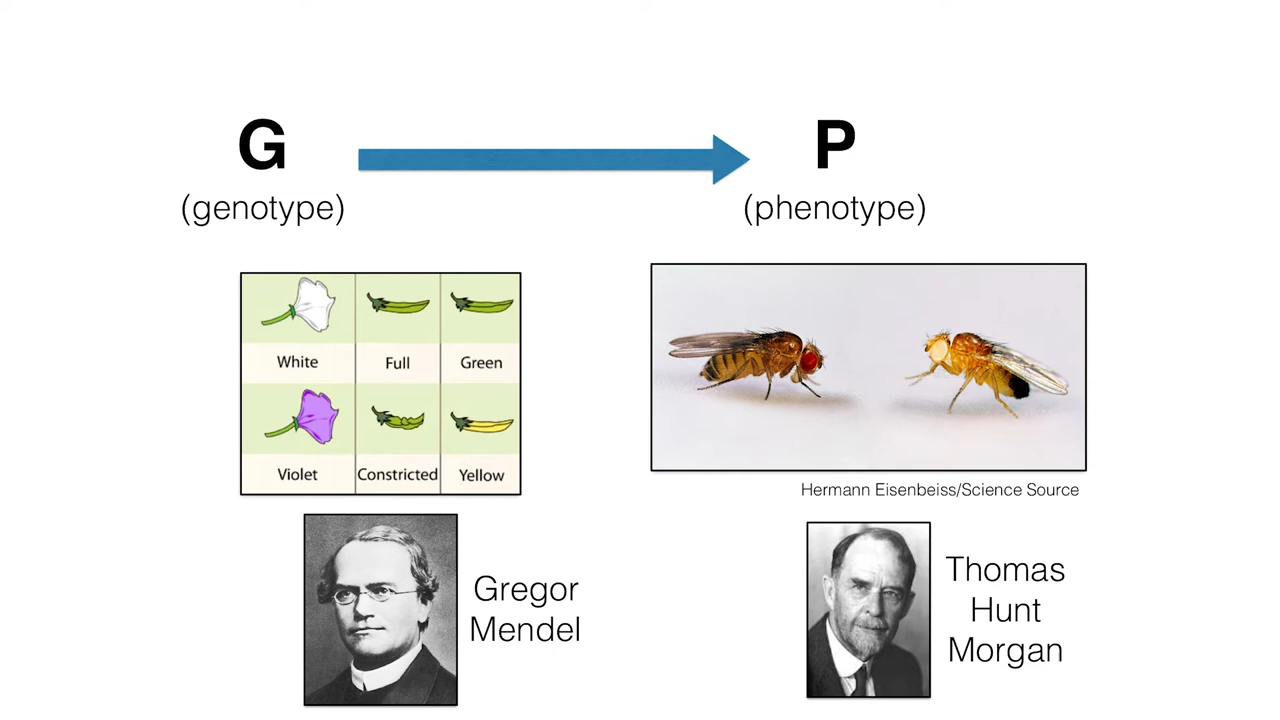 G
P
(genotype)
(phenotype)
White
Full
Green
Violet
Constricted
Yellow
Hermann Eisenbeiss/Science Source
Gregor
Mendel
Thomas
Hunt
Morgan